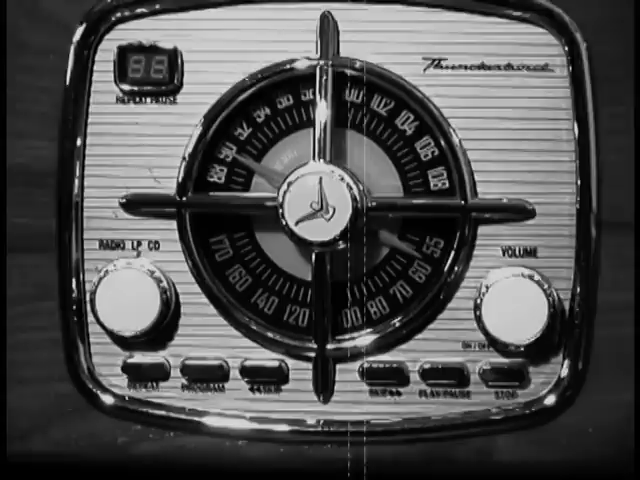 88
REPEAT PAUSE
Thunderbird
88 90 92 94 96 98 100 102 104 106 108
170 160 140 120 100 80 70 60 55
RADIO LP CD
VOLUME
ON/OFF
REPEAT
PROGRAM
PLAY/PAUSE
STOP